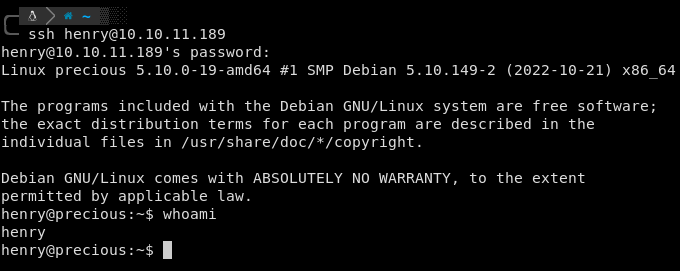 ~
ssh henry@10.10.11.189
henry@10.10.11.189's password:
Linux precious 5.10.0-19-amd64 #1 SMP Debian 5.10.149-2 (2022-10-21) x86_64
The programs included with the Debian GNU/Linux system are free software;
the exact distribution terms for each program are described in the
individual files in /usr/share/doc/*/copyright.
Debian GNU/Linux comes with ABSOLUTELY NO WARRANTY, to the extent
permitted by applicable law.
henry@precious:~$ whoami
henry
henry@precious:~$